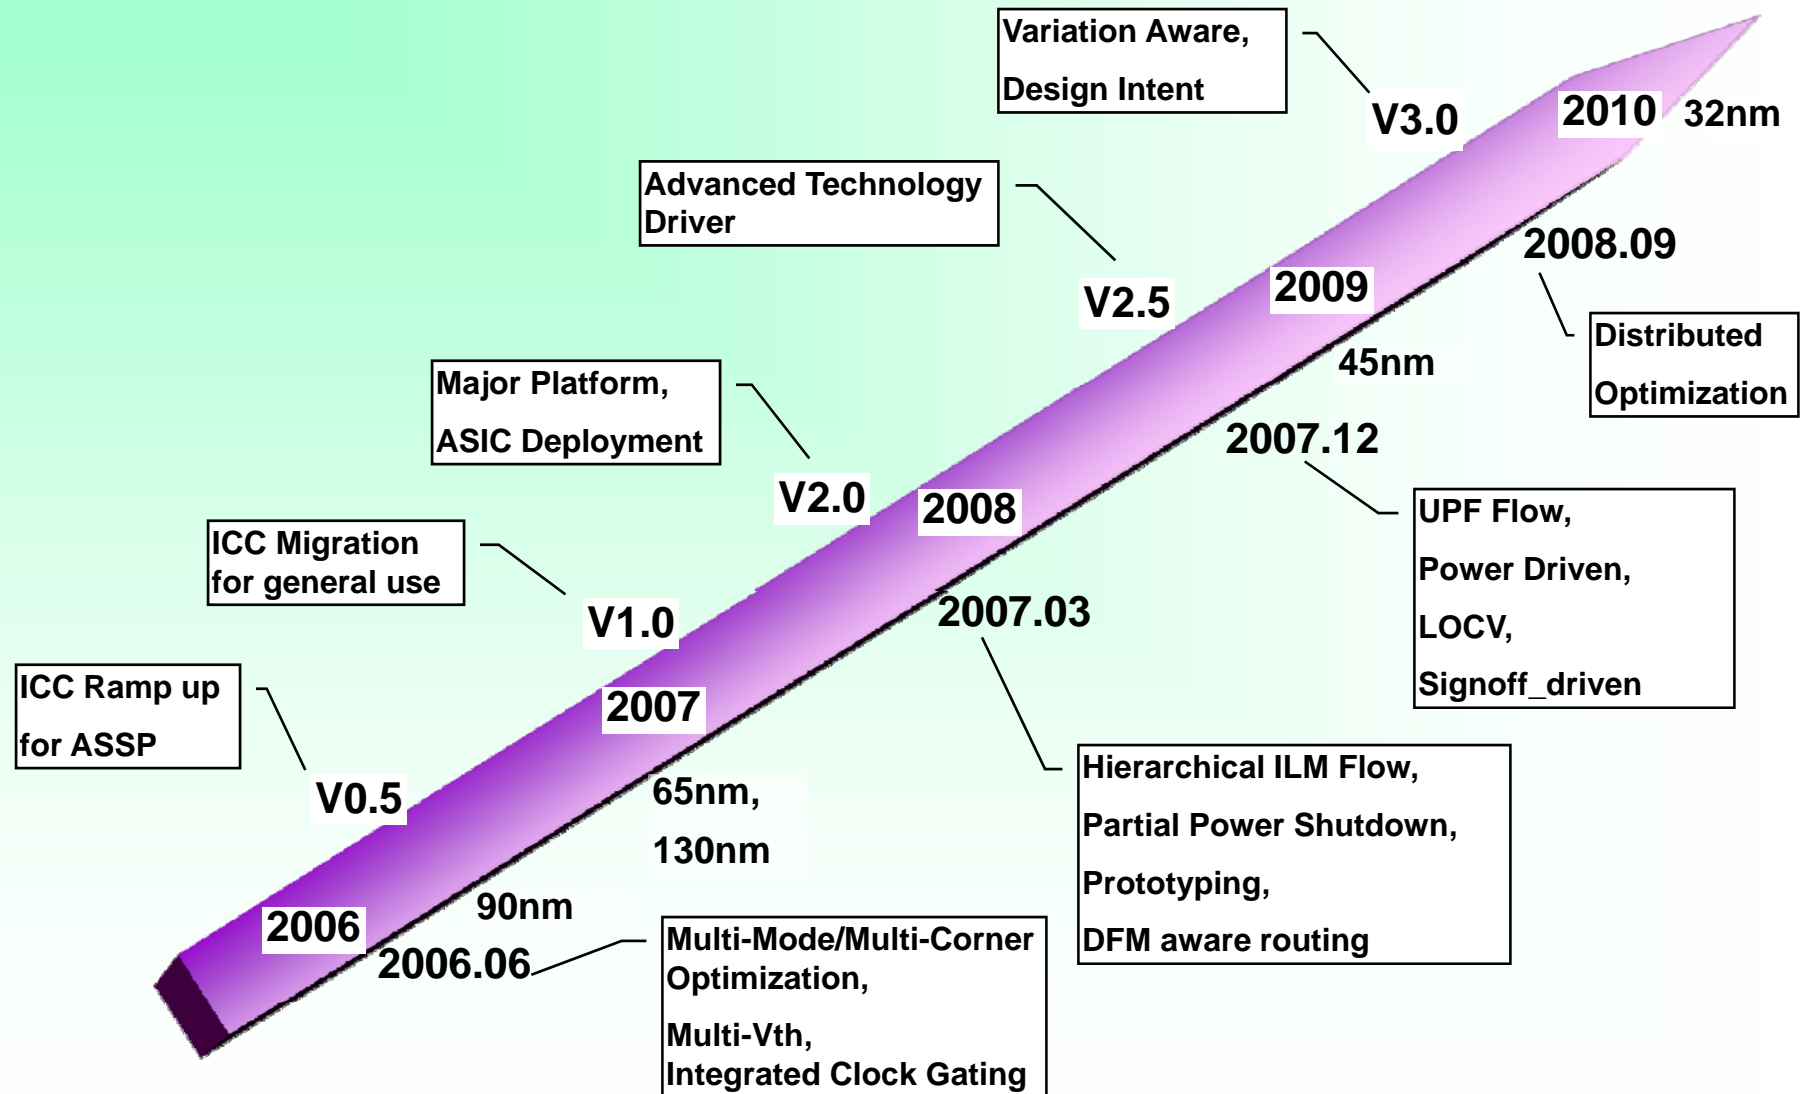 Variation Aware,
Design Intent
V3.0
2010
32nm
Advanced Technology
Driver
V2.5
2009
2008.09
Distributed
Optimization
45nm
Major Platform,
ASIC Deployment
V2.0
2008
2007.12
UPF Flow,
Power Driven,
LOCV,
Signoff_driven
ICC Migration
for general use
V1.0
2007
2007.03
Hierarchical ILM Flow,
Partial Power Shutdown,
Prototyping,
DFM aware routing
ICC Ramp up
for ASSP
V0.5
65nm,
130nm
2006
90nm
2006.06
Multi-Mode/Multi-Corner
Optimization,
Multi-Vth,
Integrated Clock Gating